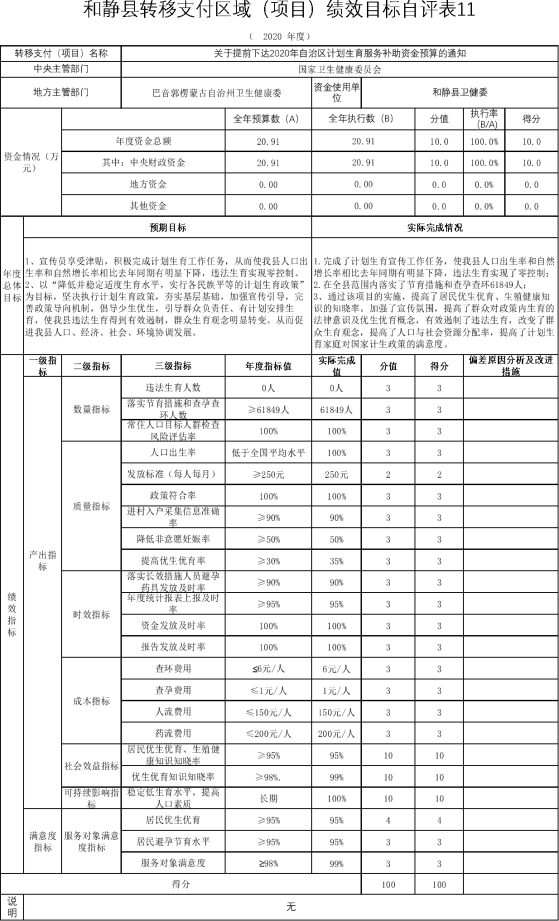 和静县转移支付区域（项目）绩效目标自评表11
（ 2020 年度）
转移支付（项目）名称 关于提前下达2020年自治区计划生育服务补助资金预算的通知
中央主管部门 国家卫生健康委员会
地方主管部门 巴音郭楞蒙古自治州卫生健康委 资金使用单位 和静县卫健委
资金情况（万元） 全年预算数（A） 全年执行数（B） 分值 执行率(B/A) 得分
年度资金总额 20.91 20.91 10.0 100.0% 10.0
其中：中央财政资金 20.91 20.91 10.0 100.0% 10.0
地方资金 0.00 0.00 0.0 0.0% 0.0
其他资金 0.00 0.00 0.0 0.0% 0.0
年度总体目标 预期目标 实际完成情况
1、宣传员享受津贴，积极完成计划生育工作任务，从而使我县人口出
生率和自然增长率相比去年同期有明显下降，违法生育实现零控制。
2、以“降低并稳定适度生育水平，实行各民族平等的计划生育政策”
为目标，坚决执行计划生育政策，夯实基层基础，加强宣传引导，完
善政策导向机制，倡导少生优生，引导群众负责任、有计划安排生
育，使我县违法生育得到有效遏制，群众生育观念明显转变。从而促
进我县人口、经济、社会、环境协调发展。
1.完成了计划生育宣传工作任务，使我县人口出生率和自然
增长率相比去年同期有明显下降，违法生育实现了零控制；
2.在全县范围内落实了节育措施和查孕查环61849人；
3、通过该项目的实施，提高了居民优生优育、生殖健康知
识的知晓率。加强了宣传氛围，提高了群众对政策内生育的
法律意识及优生优育概念，有效遏制了违法生育，改变了群
众生育观念，提高了人口与社会资源分配率，提高了计划生
育家庭对国家计生政策的满意度。
绩效指标 一级指标 二级指标 三级指标 年度指标值 实际完成值 分值 得分 偏差原因分析及改进措施
产出指标 数量指标 违法生育人数 0人 0人 3 3
落实节育措施和查孕查环人数 ≥61849人 61849人 3 3
常住人口目标人群检查风险评估率 100% 100% 3 3
质量指标 人口出生率 低于全国平均水平 100% 3 3
发放标准（每人每月） ≥250元 250元 2 2
政策符合率 100% 100% 3 3
进村入户采集信息准确率 ≥90% 90% 3 3
降低非意愿妊娠率 ≥50% 50% 3 3
提高优生优育率 ≥30% 35% 3 3
时效指标 落实长效措施人员避孕药具发放及时率 ≥90% 90% 3 3
年度统计报表上报及时率 ≥95% 95% 3 3
资金发放及时率 100% 100% 3 3
报告发放及时率 100% 100% 3 3
成本指标 查环费用 ≤6元/人 6元/人 3 3
查孕费用 ≤1元/人 1元/人 3 3
人流费用 ≤150元/人 150元/人 3 3
药流费用 ≤200元/人 200元/人 3 3
社会效益指标 居民优生优育、生殖健康知识知晓率 ≥95% 95% 10 10
优生优育知识知晓率 ≥98%. 99% 10 10
可持续影响指标 稳定低生育水平，提高人口素质 长期 100% 10 10
满意度指标 服务对象满意度指标 居民优生优育 ≥95% 95% 4 4
居民避孕节育水平 ≥95% 95% 3 3
服务对象满意度 ≥98% 99% 3 3
得分 100 100
说明 无